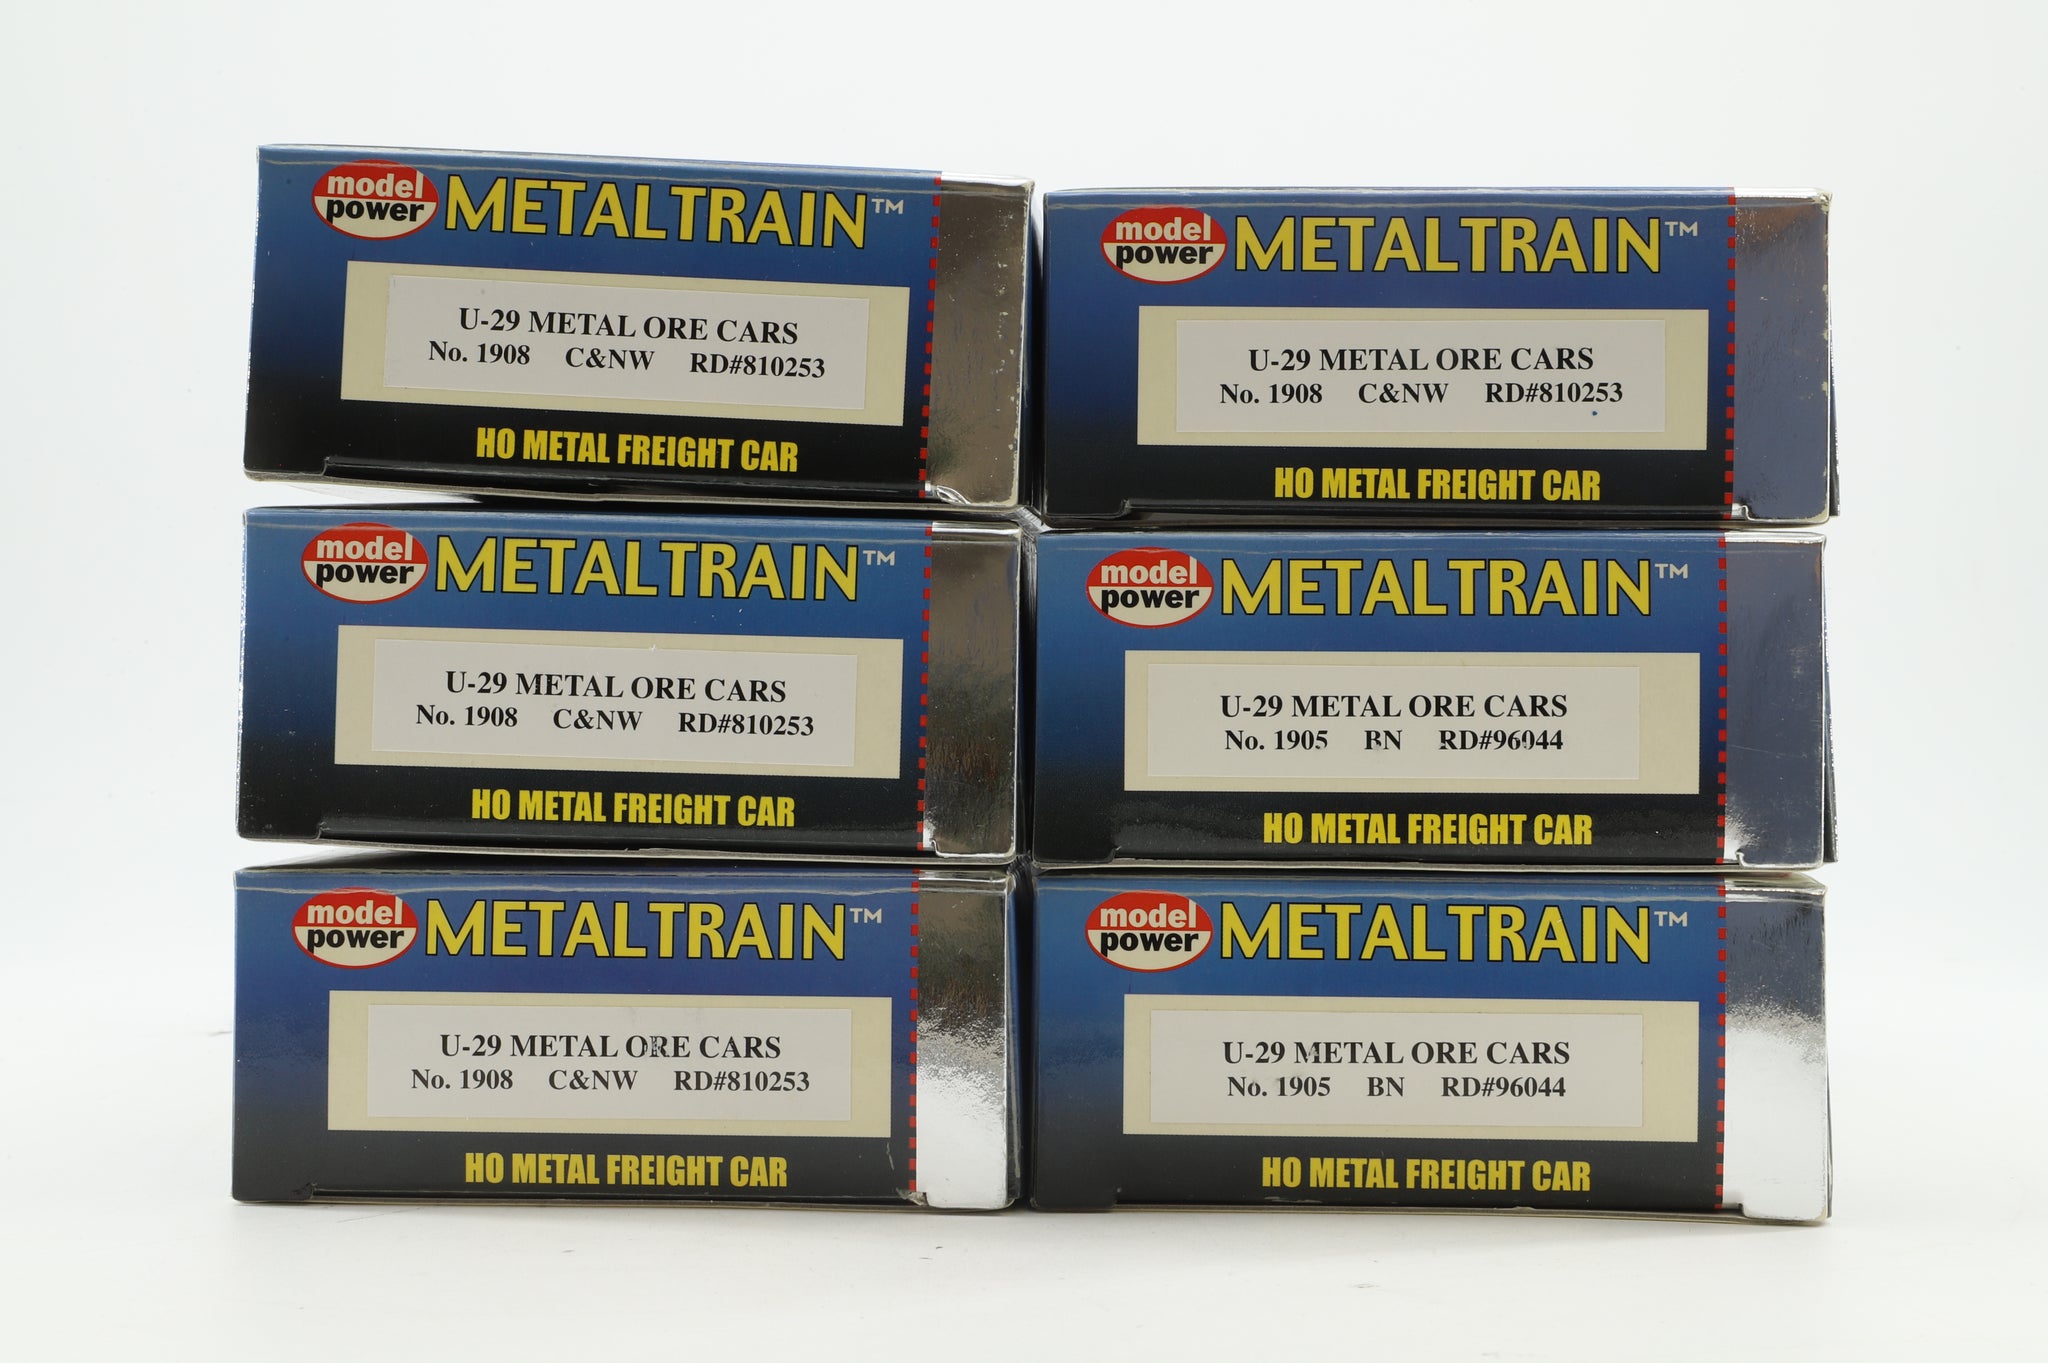 model
power
METALTRAIN™
U-29 METAL ORE CARS
No. 1908 C&NW RD#810253
HO METAL FREIGHT CAR
model
power
METALTRAIN™
U-29 METAL ORE CARS
No. 1908 C&NW RD#810253
HO METAL FREIGHT CAR
model
power
METALTRAIN™
U-29 METAL ORE CARS
No. 1908 C&NW RD#810253
HO METAL FREIGHT CAR
model
power
METALTRAIN™
U-29 METAL ORE CARS
No. 1905 BN RD#96044
HO METAL FREIGHT CAR
model
power
METALTRAIN™
U-29 METAL ORE CARS
No. 1908 C&NW RD#810253
HO METAL FREIGHT CAR
model
power
METALTRAIN™
U-29 METAL ORE CARS
No. 1905 BN RD#96044
HO METAL FREIGHT CAR